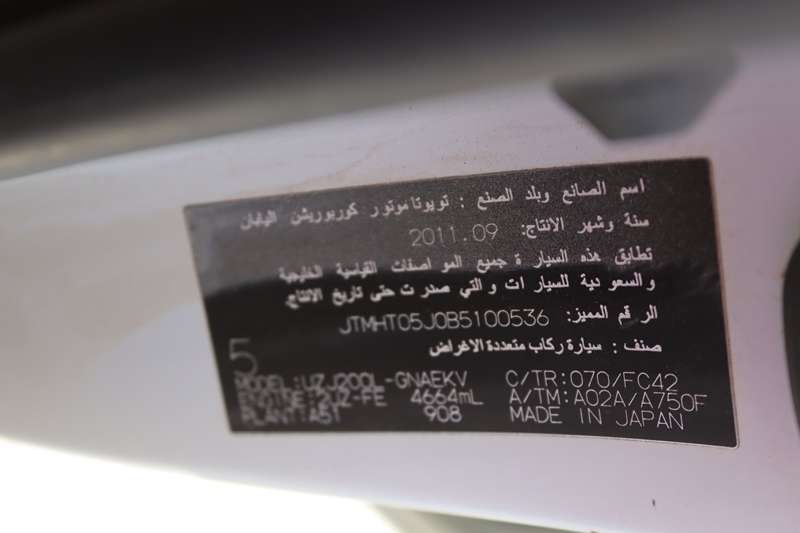 اسم الصانع وبلد الصنع : تويوتا موتور كوربوريشن اليابان
سنة وشهر الانتاج: 2011.09
تطابق هذه السيارة جميع المواصفات القياسية الخليجية
والسعودية للسيارات والتي صدرت حتى تاريخ الانتاج.
الرقم المميز: JTMHT05J0B5100536
صنف : سيارة ركاب متعددة الاغراض
5
MODEL:UZJ200L-GNAEKV C/TR:070/FC42
ENGINE:2UZ-FE 4664mL A/TM:A02A/A750F
PLANT:A51 908 MADE IN JAPAN